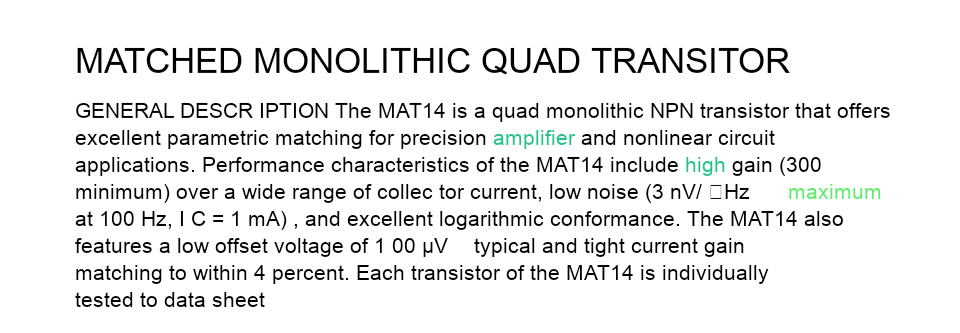 MATCHED MONOLITHIC QUAD TRANSITOR
GENERAL DESCR IPTION The MAT14 is a quad monolithic NPN transistor that offers
excellent parametric matching for precision amplifier and nonlinear circuit
applications. Performance characteristics of the MAT14 include high gain (300
minimum) over a wide range of collec tor current, low noise (3 nV/ □Hz maximum
at 100 Hz, I C = 1 mA) , and excellent logarithmic conformance. The MAT14 also
features a low offset voltage of 1 00 μV typical and tight current gain
matching to within 4 percent. Each transistor of the MAT14 is individually
tested to data sheet